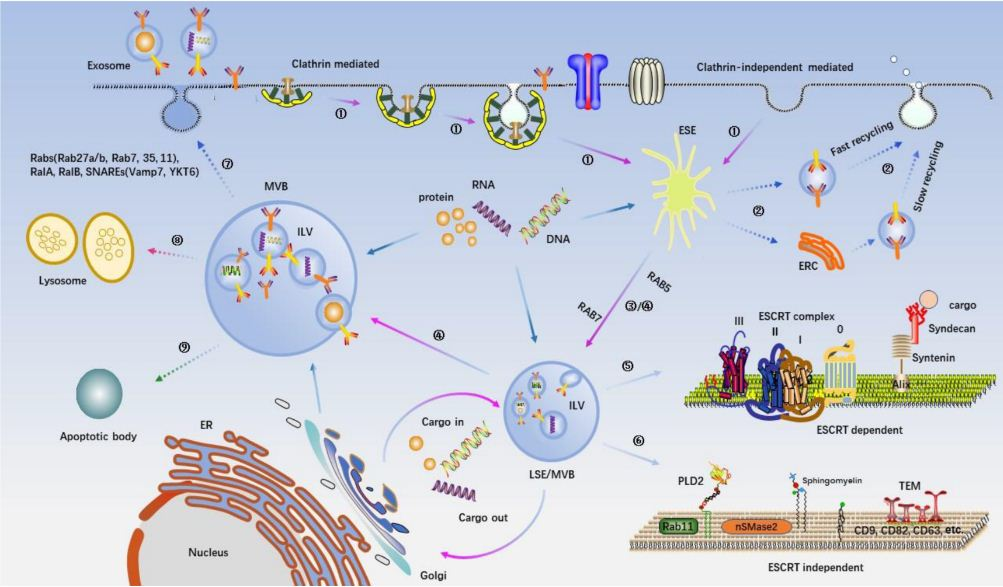 Exosome
Clathrin mediated
Clathrin-independent mediated
①
①
①
①
ESE
Fast recycling
②
②
Slow recycling
ERC
Rabs(Rab27a/b, Rab7, 35, 11),
RalA, RalB, SNAREs(Vamp7, YKT6)
⑦
MVB
ILV
protein
RNA
DNA
⑧
Lysosome
RAB5
RAB7
③/④
④
⑨
Apoptotic body
ER
Nucleus
Golgi
Cargo in
Cargo out
ILV
LSE/MVB
⑤
⑥
ESCRT complex
III
II
I
0
cargo
Syndecan
Syntenin
Alix
ESCRT dependent
PLD2
Sphingomyelin
TEM
Rab11
nSMase2
CD9, CD82, CD63, etc..
ESCRT independent